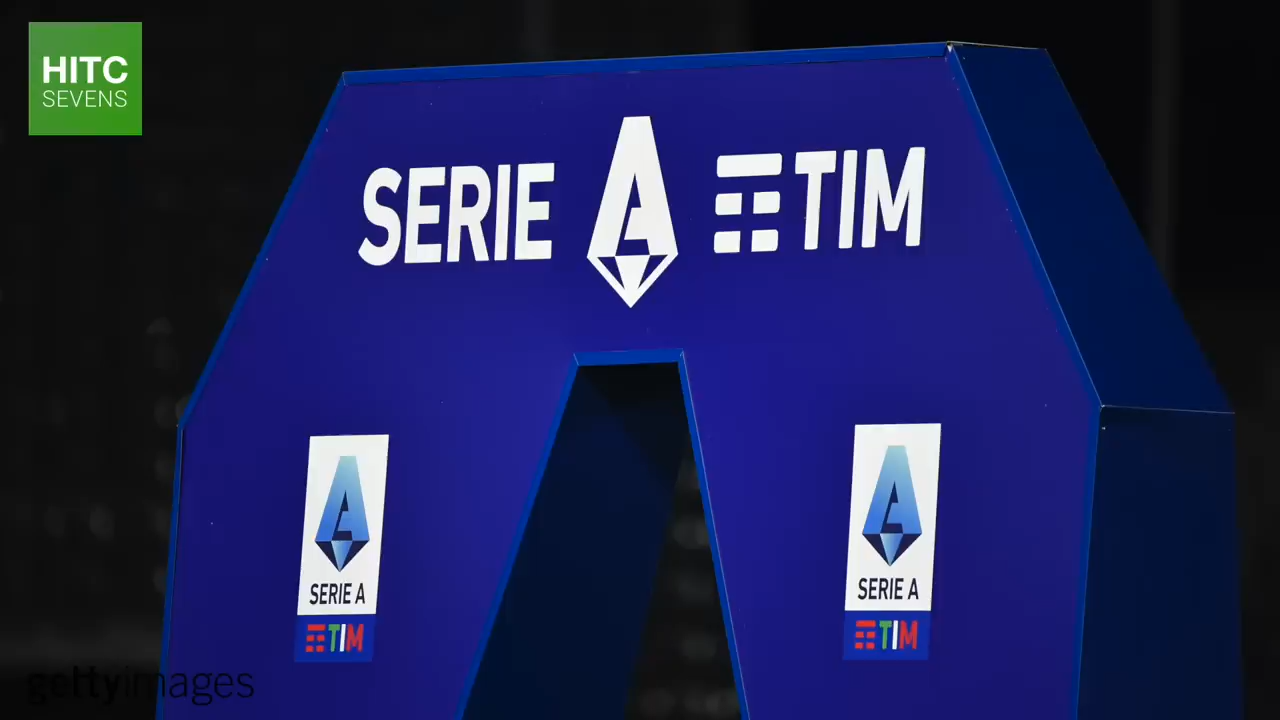 HITC
SEVENS
SERIE A TIM
SERIE A
TIM
SERIE A
TIM
gettyimages